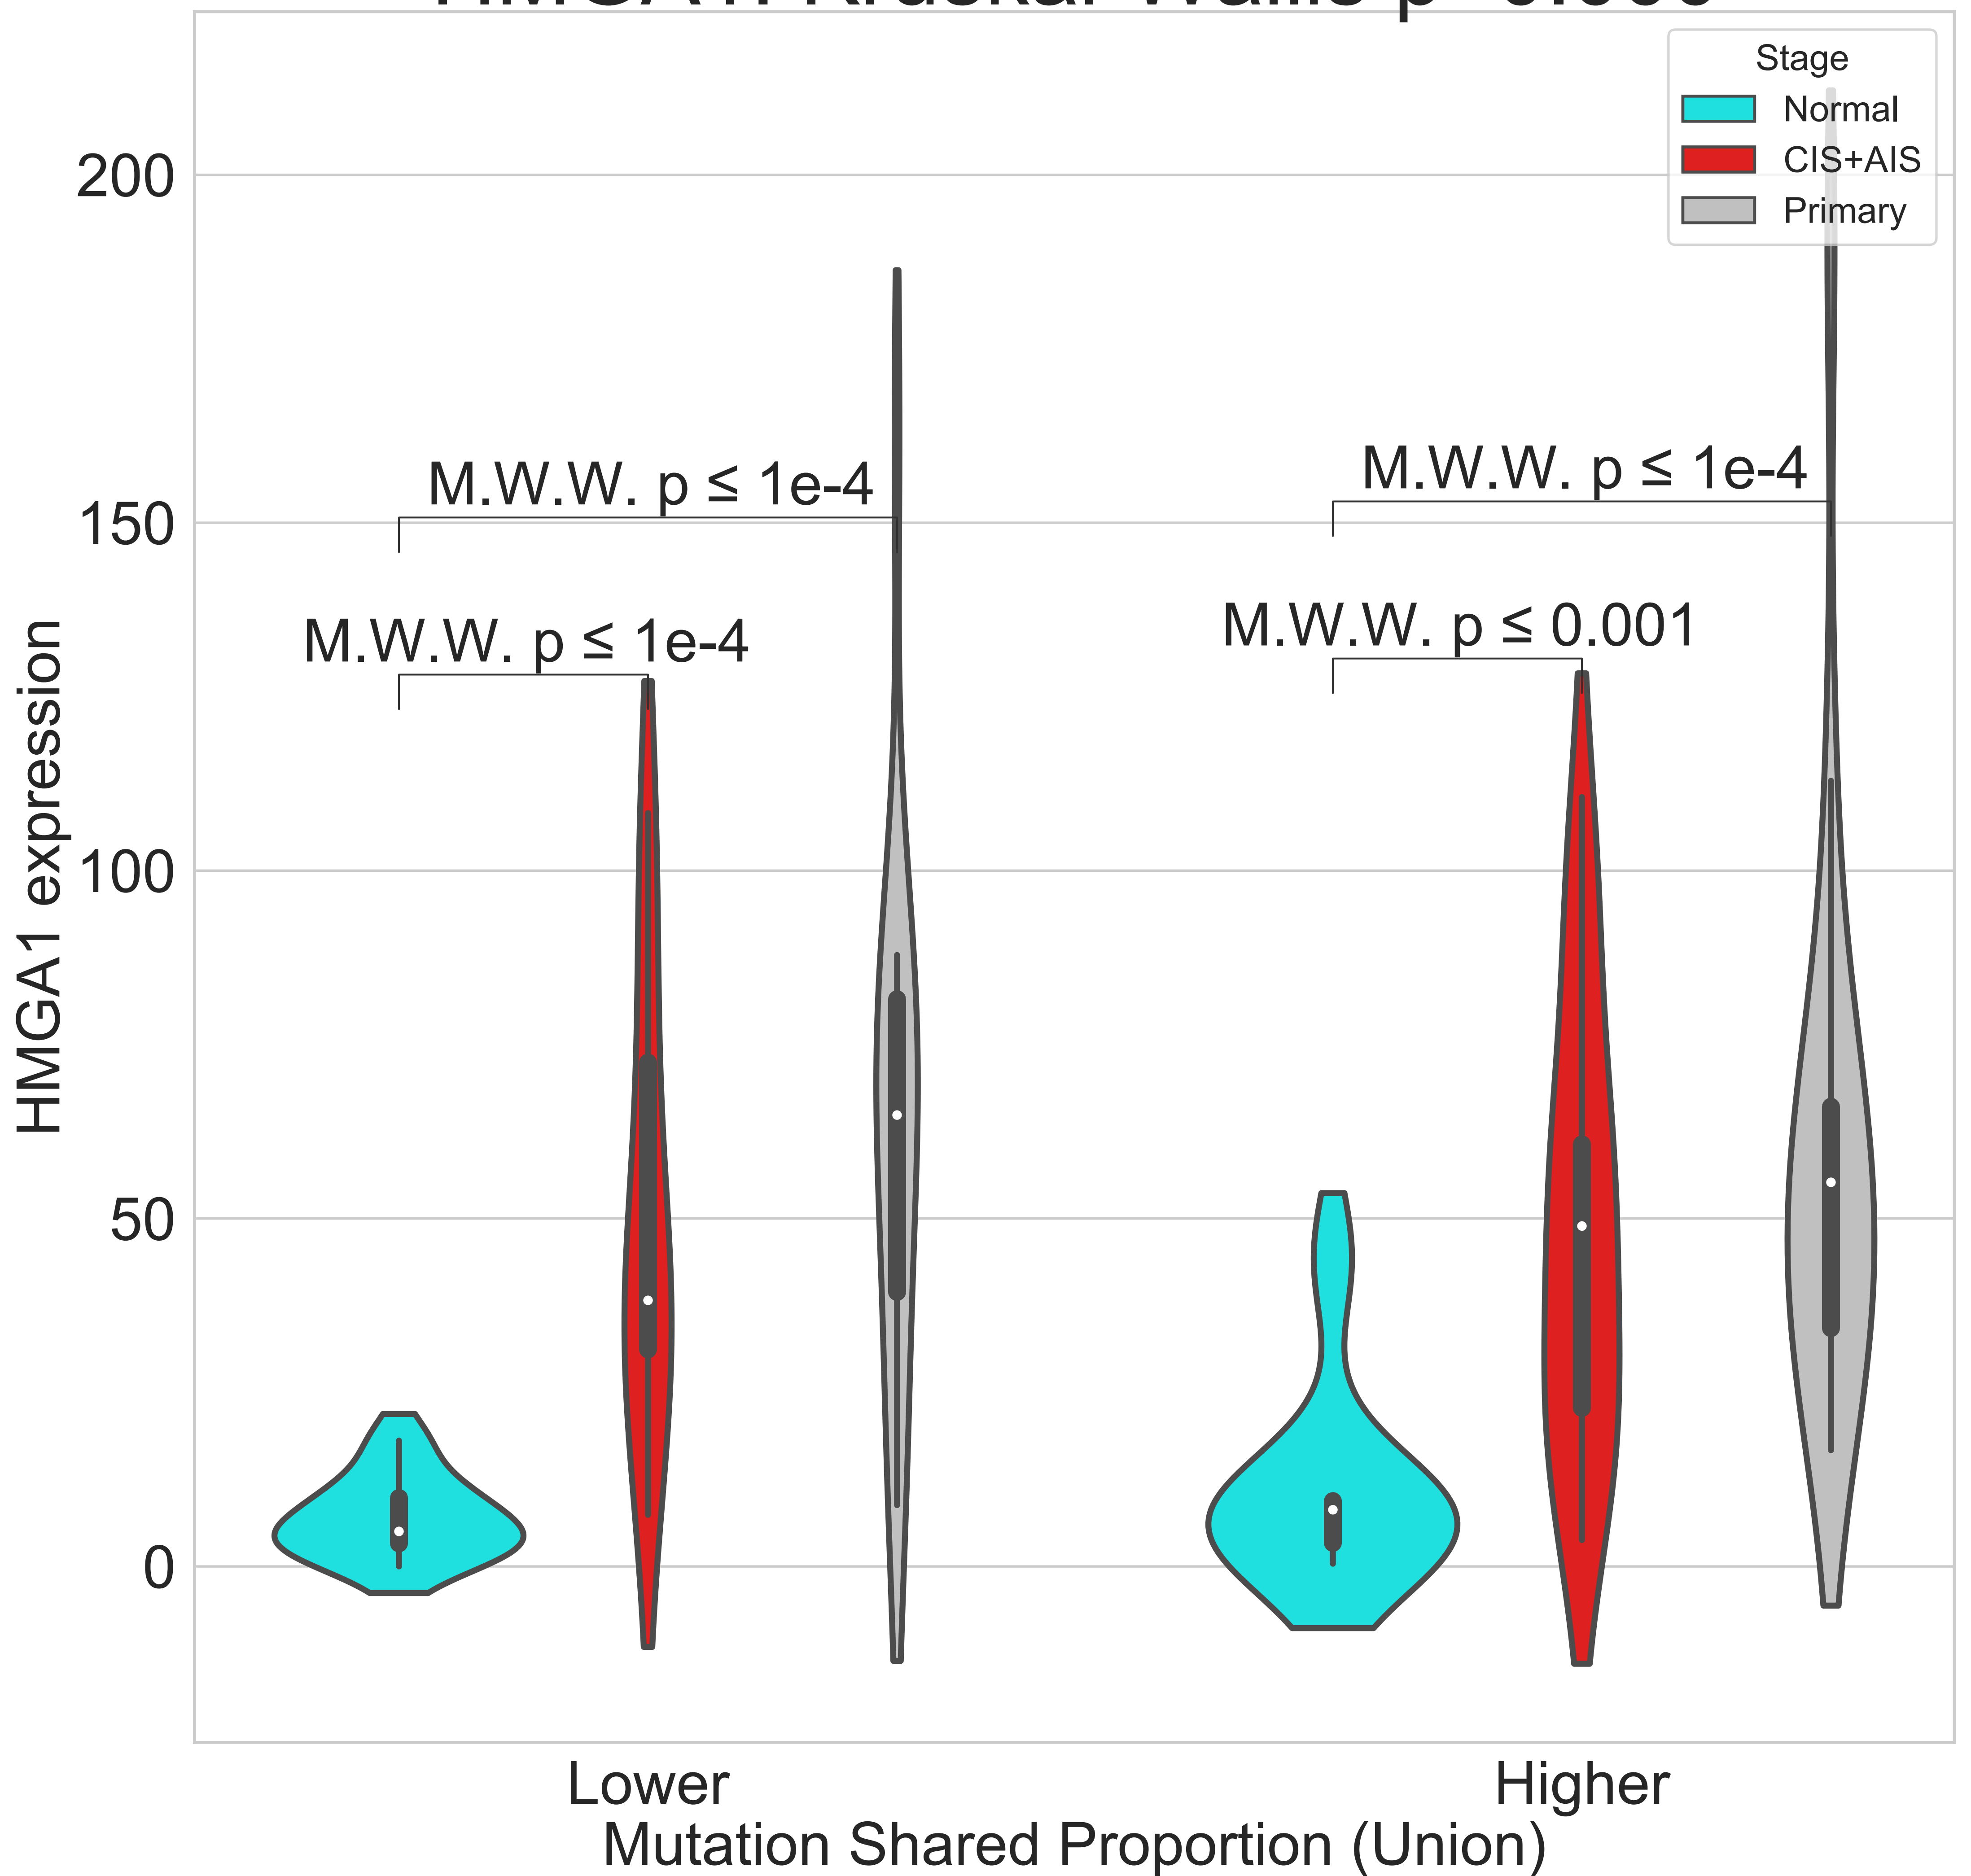 Stage
Normal
CIS+AIS
Primary
200
150
100
50
0
HMGA1 expression
M.W.W. p ≤ 1e-4
M.W.W. p ≤ 1e-4
M.W.W. p ≤ 1e-4
M.W.W. p ≤ 0.001
Lower
Higher
Mutation Shared Proportion (Union)